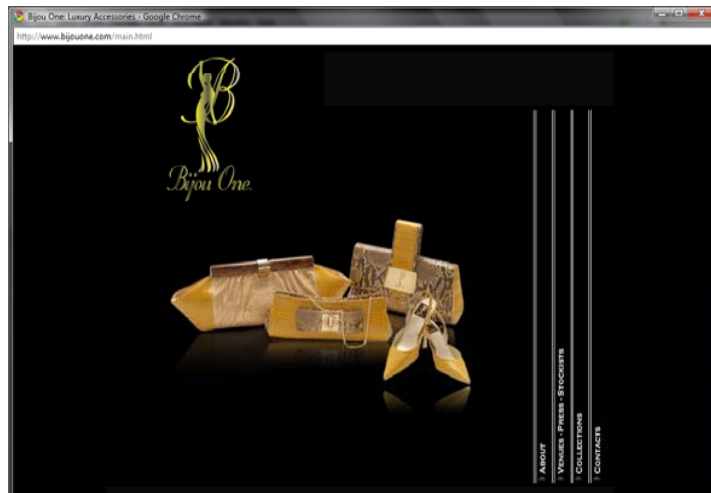 Bijou One: Luxury Accessories - Google Chrome
http://www.bijouone.com/main.html
B
Bijou One
ABOUT
VENUES - PRESS - STOCKISTS
COLLECTIONS
CONTACTS